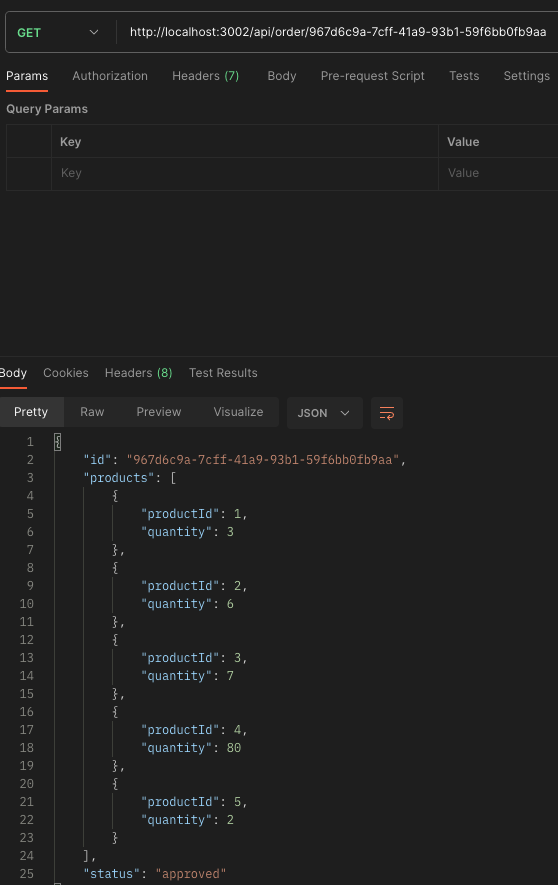 GET http://localhost:3002/api/order/967d6c9a-7cff-41a9-93b1-59f6bb0fb9aa
Params Authorization Headers (7) Body Pre-request Script Tests Settings
Query Params
Key Value
Key Value
Body Cookies Headers (8) Test Results
Pretty Raw Preview Visualize JSON
1 {
2 "id": "967d6c9a-7cff-41a9-93b1-59f6bb0fb9aa",
3 "products": [
4 {
5 "productId": 1,
6 "quantity": 3
7 },
8 {
9 "productId": 2,
10 "quantity": 6
11 },
12 {
13 "productId": 3,
14 "quantity": 7
15 },
16 {
17 "productId": 4,
18 "quantity": 80
19 },
20 {
21 "productId": 5,
22 "quantity": 2
23 }
24 ],
25 "status": "approved"